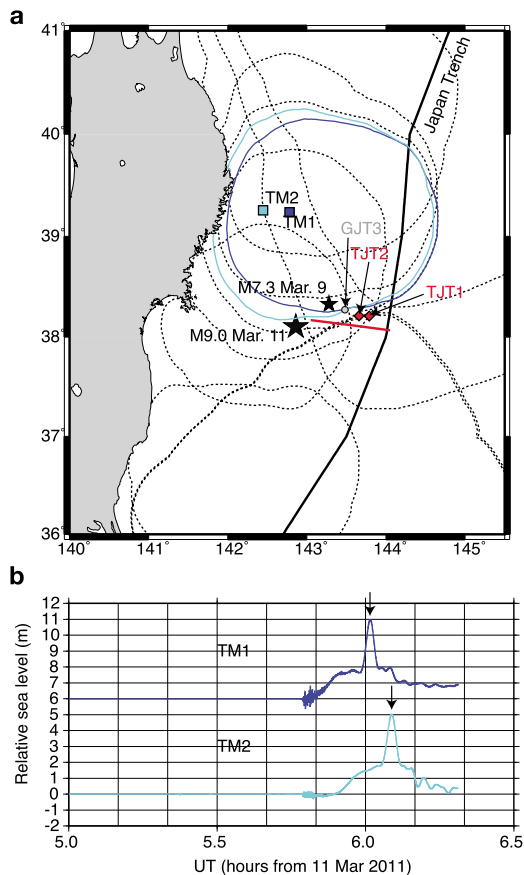 a
41°
40°
39°
38°
37°
36°
140°
141°
142°
143°
144°
145°
Japan Trench
TM2
TM1
GJT3
TJT2
TJT1
M7.3 Mar. 9
M9.0 Mar. 11
b
Relative sea level (m)
12
11
10
9
8
7
6
5
4
3
2
1
0
-1
-2
TM1
TM2
5.0
5.5
6.0
6.5
UT (hours from 11 Mar 2011)